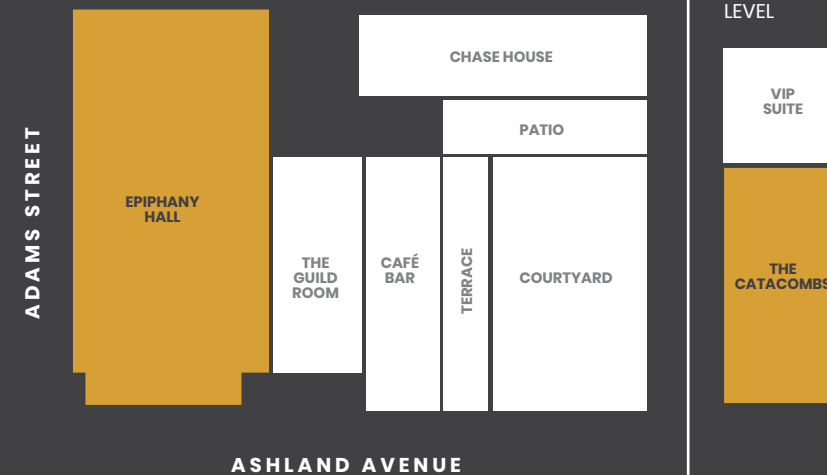 LEVEL
CHASE HOUSE
PATIO
VIP
SUITE
ADAMS STREET
EPIPHANY
HALL
THE
GUILD
ROOM
CAFÉ
BAR
TERRACE
COURTYARD
THE
CATACOMBS
ASHLAND AVENUE